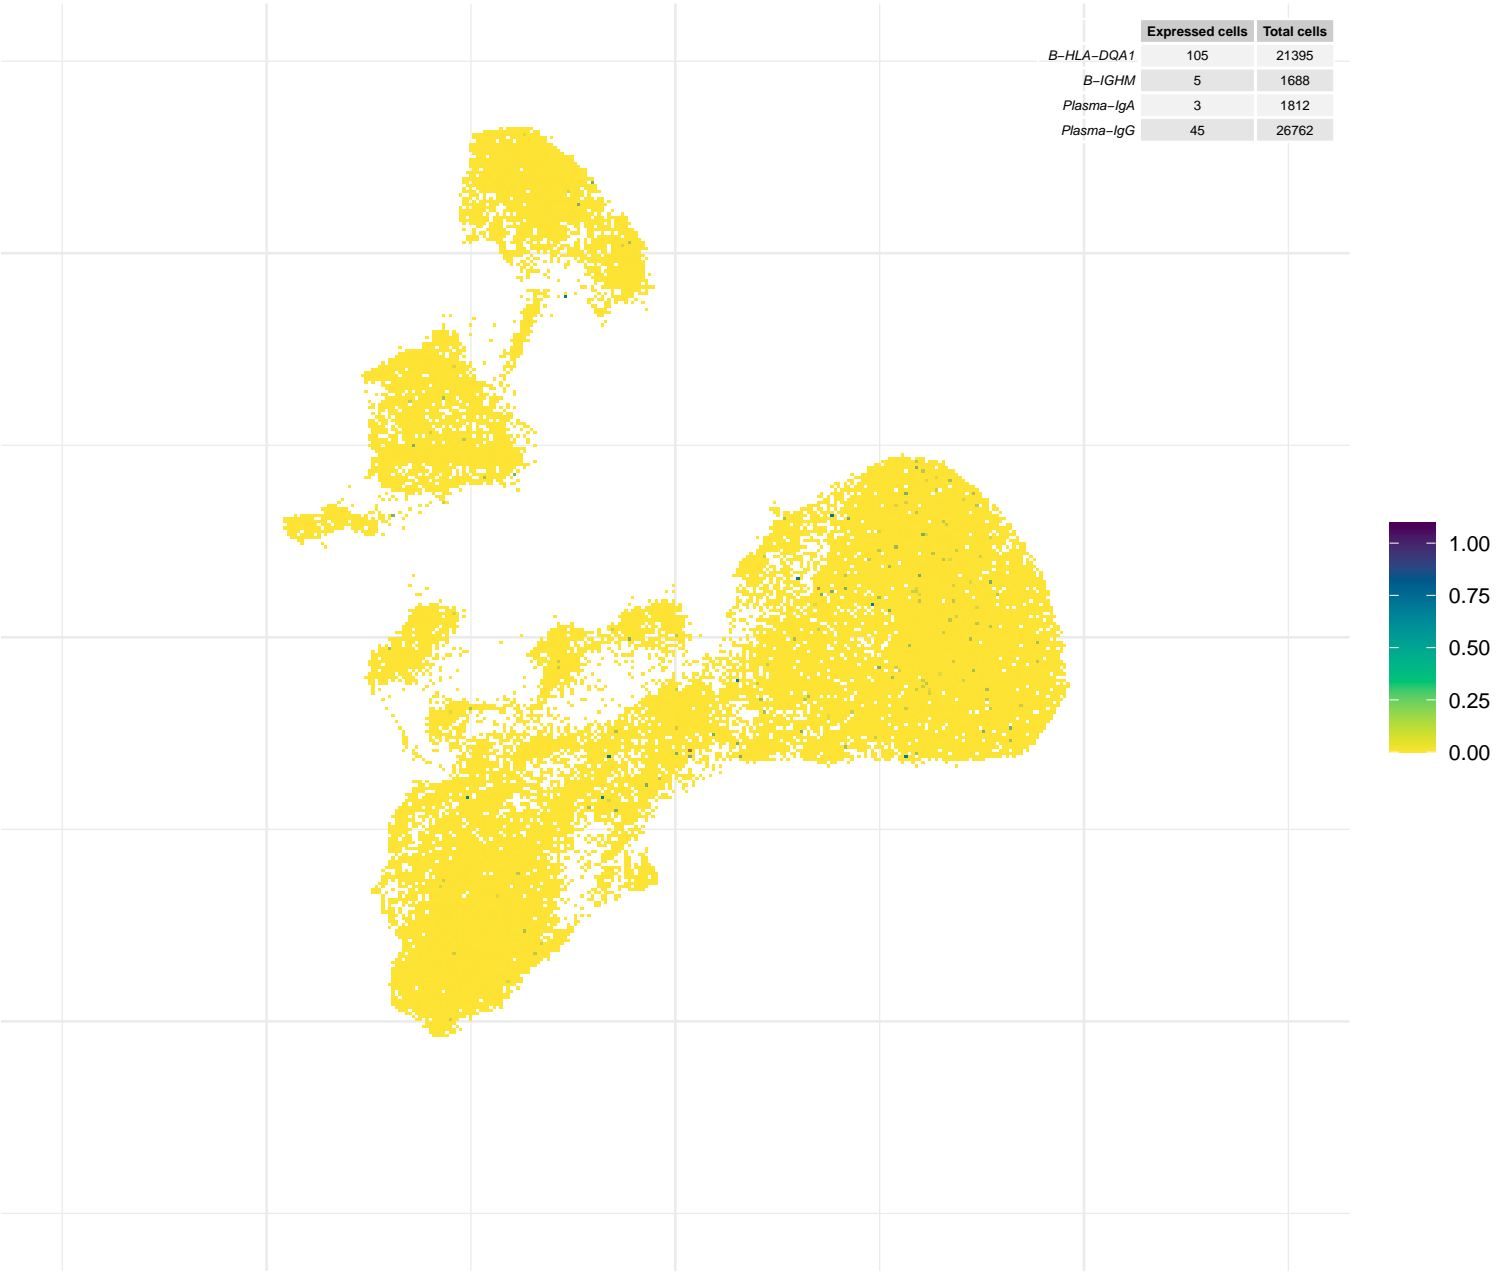 Expressed cells Total cells
B−HLA−DQA1 105 21395
B−IGHM 5 1688
Plasma−IgA 3 1812
Plasma−IgG 45 26762
1.00
0.75
0.50
0.25
0.00